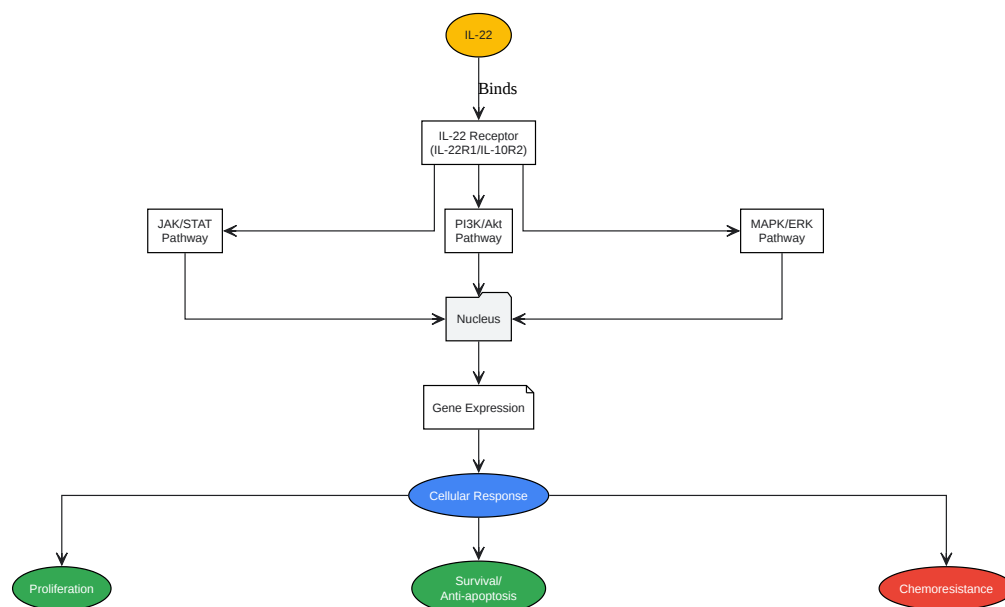 IL-22
Binds
IL-22 Receptor
(IL-22R1/IL-10R2)
JAK/STAT
Pathway
PI3K/Akt
Pathway
MAPK/ERK
Pathway
Nucleus
Gene Expression
Cellular Response
Proliferation
Survival/
Anti-apoptosis
Chemoresistance